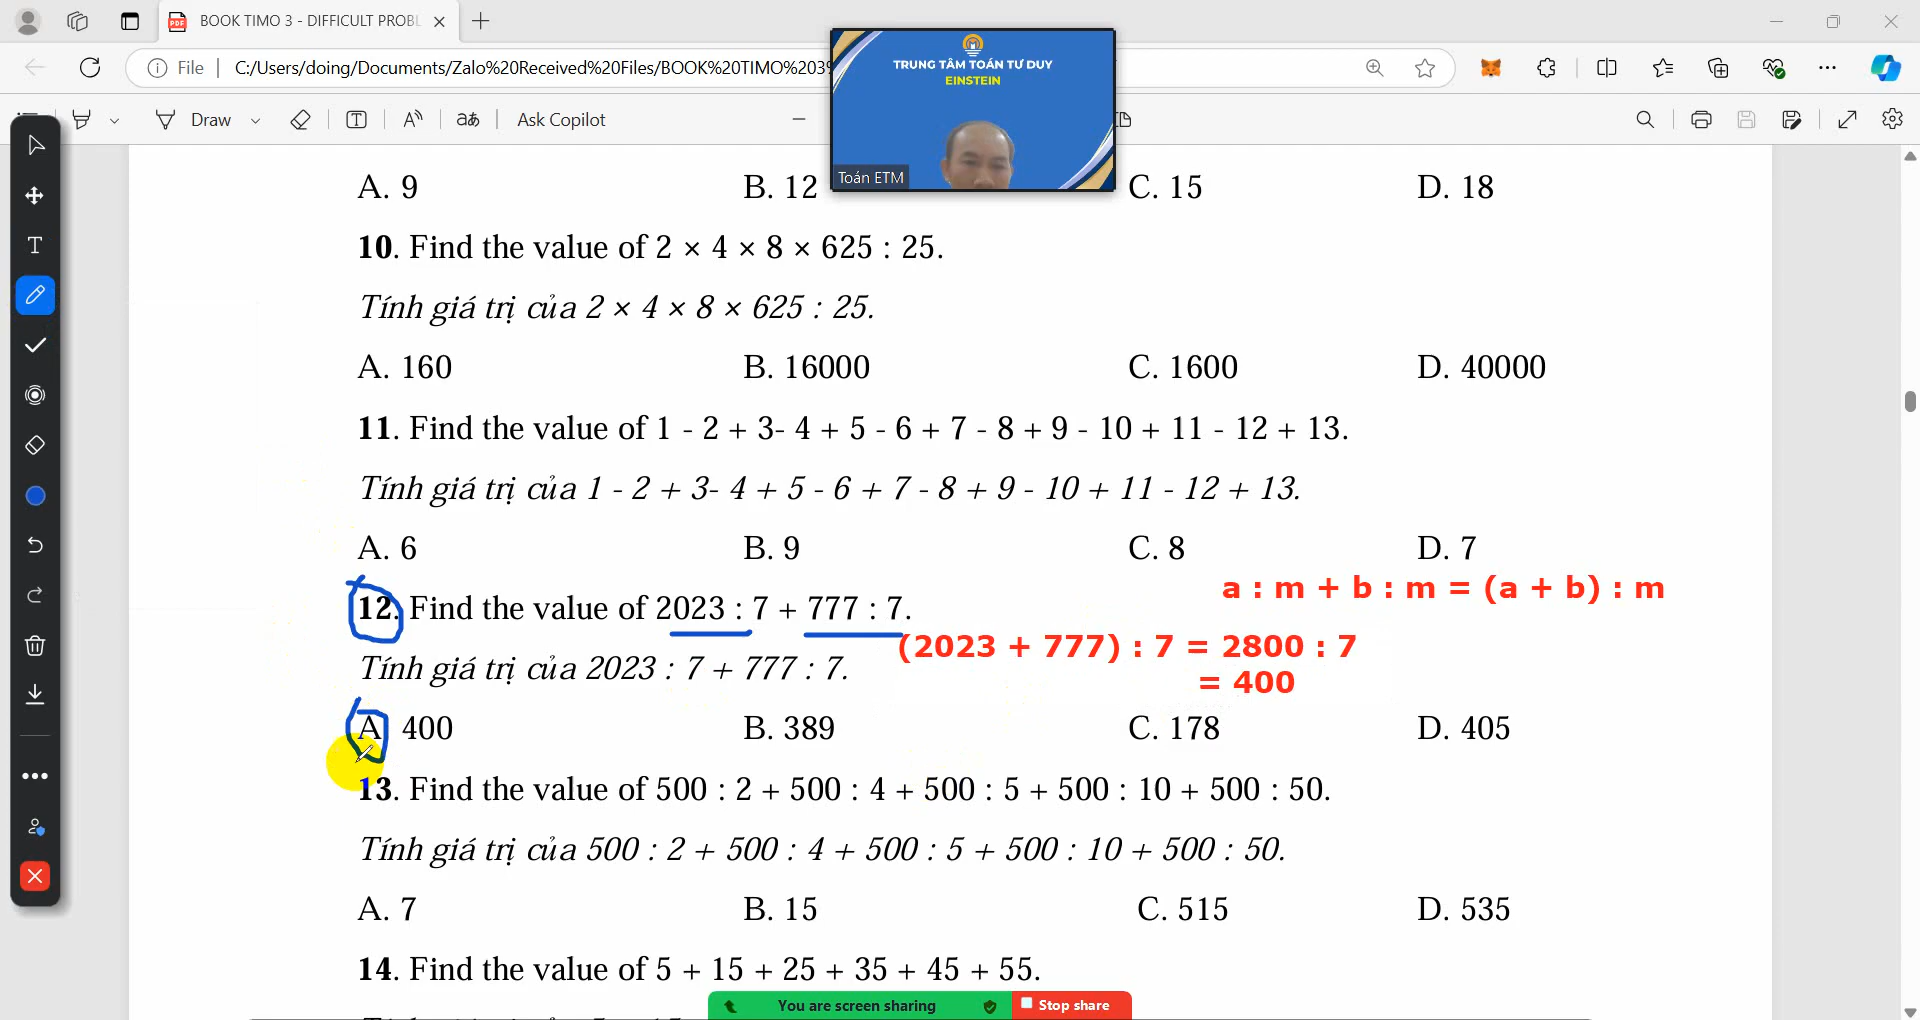 BOOK TIMO 3 - DIFFICULT PROBL
File C:/Users/doing/Documents/Zalo%20Received%20Files/BOOK%20TIMO%203%
Draw aあ Ask Copilot
TRUNG TÂM TOÁN TƯ DUY
EINSTEIN
Toán ETM
A. 9 B. 12 C. 15 D. 18
10. Find the value of 2 × 4 × 8 × 625 : 25.
Tính giá trị của 2 × 4 × 8 × 625 : 25.
A. 160 B. 16000 C. 1600 D. 40000
11. Find the value of 1 - 2 + 3- 4 + 5 - 6 + 7 - 8 + 9 - 10 + 11 - 12 + 13.
Tính giá trị của 1 - 2 + 3- 4 + 5 - 6 + 7 - 8 + 9 - 10 + 11 - 12 + 13.
A. 6 B. 9 C. 8 D. 7
a : m + b : m = (a + b) : m
12. Find the value of 2023 : 7 + 777 : 7.
(2023 + 777) : 7 = 2800 : 7
Tính giá trị của 2023 : 7 + 777 : 7.
= 400
A 400 B. 389 C. 178 D. 405
13. Find the value of 500 : 2 + 500 : 4 + 500 : 5 + 500 : 10 + 500 : 50.
Tính giá trị của 500 : 2 + 500 : 4 + 500 : 5 + 500 : 10 + 500 : 50.
A. 7 B. 15 C. 515 D. 535
14. Find the value of 5 + 15 + 25 + 35 + 45 + 55.
You are screen sharing Stop share